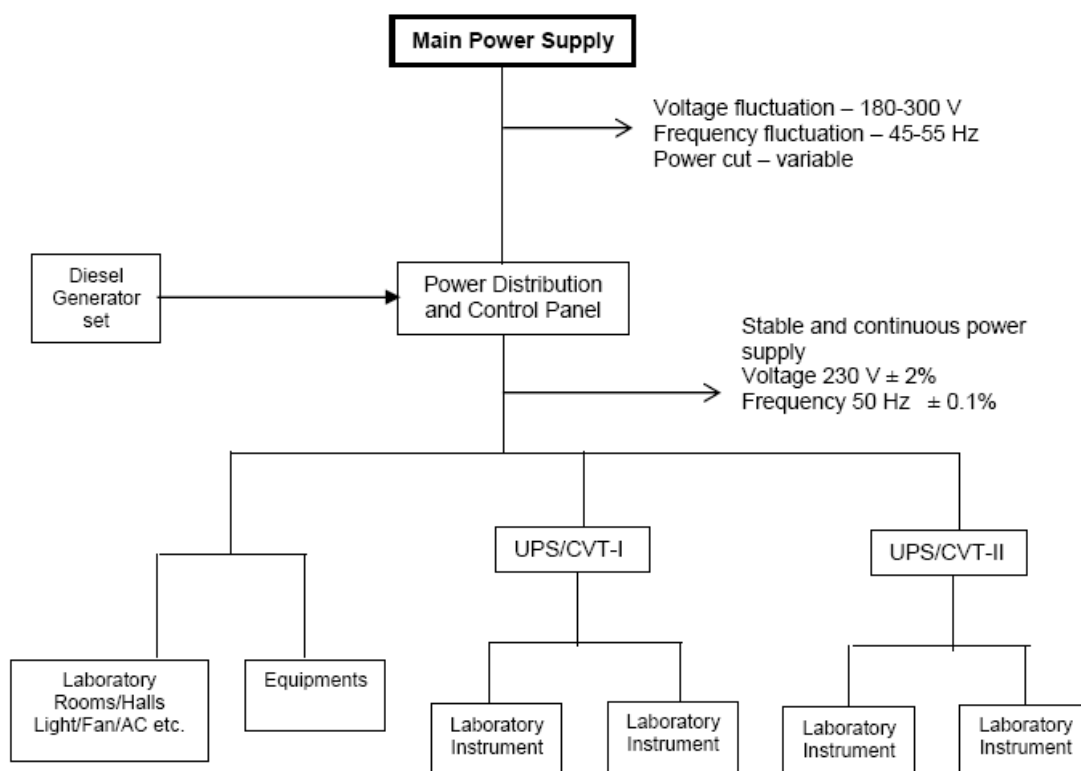 Main Power Supply
Voltage fluctuation – 180-300 V
Frequency fluctuation – 45-55 Hz
Power cut – variable
Diesel
Generator
set
Power Distribution
and Control Panel
Stable and continuous power
supply
Voltage 230 V ± 2%
Frequency 50 Hz ± 0.1%
UPS/CVT-I
UPS/CVT-II
Laboratory
Rooms/Halls
Light/Fan/AC etc.
Equipments
Laboratory
Instrument
Laboratory
Instrument
Laboratory
Instrument
Laboratory
Instrument